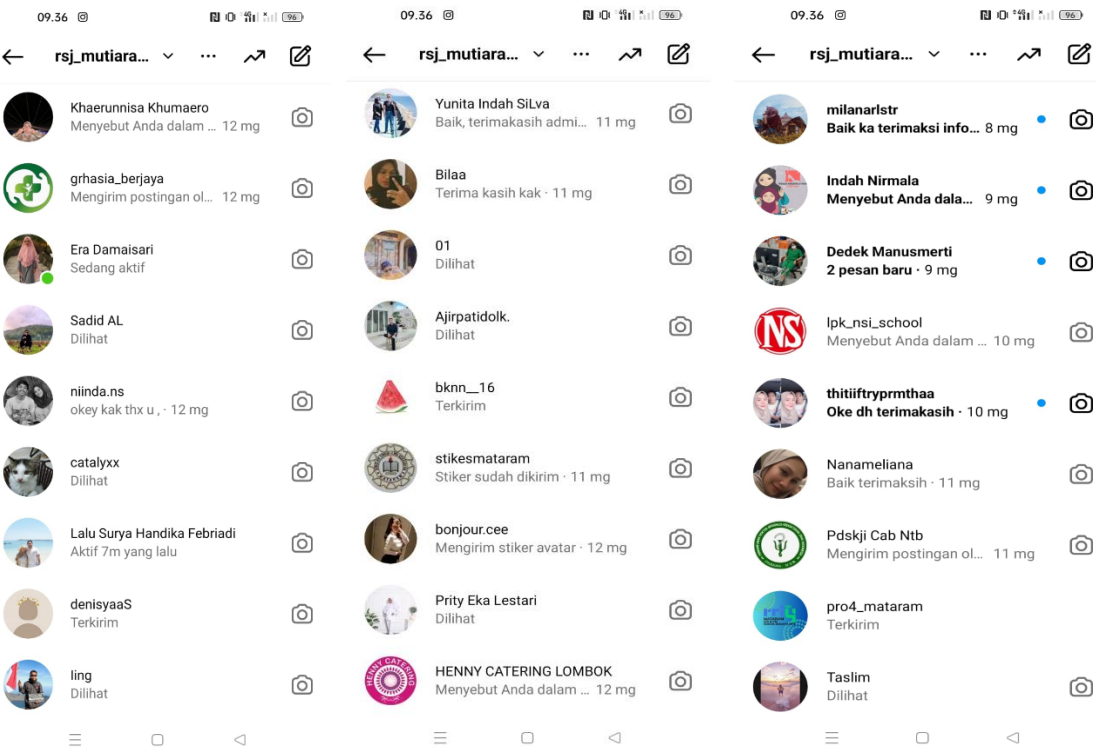 09.36
96
rsj_mutiara...
Khaerunnisa Khumaero
Menyebut Anda dalam ... 12 mg
grhasia_berjaya
Mengirim postingan ol... 12 mg
Era Damaisari
Sedang aktif
Sadid AL
Dilihat
niinda.ns
okey kak thx u , · 12 mg
catalyxx
Dilihat
Lalu Surya Handika Febriadi
Aktif 7m yang lalu
denisyaaS
Terkirim
ling
Dilihat
09.36
96
rsj_mutiara...
Yunita Indah SiLva
Baik, terimakasih admi... 11 mg
Bilaa
Terima kasih kak · 11 mg
01
Dilihat
Ajirpatidolk.
Dilihat
bknn__16
Terkirim
stikesmataram
Stiker sudah dikirim · 11 mg
bonjour.cee
Mengirim stiker avatar · 12 mg
Prity Eka Lestari
Dilihat
HENNY CATERING LOMBOK
Menyebut Anda dalam ... 12 mg
09.36
96
rsj_mutiara...
milanarlstr
Baik ka terimaksi info... 8 mg
Indah Nirmala
Menyebut Anda dala... 9 mg
Dedek Manusmerti
2 pesan baru · 9 mg
NS
lpk_nsi_school
Menyebut Anda dalam ... 10 mg
thitiiftryprmthaa
Oke dh terimakasih · 10 mg
Nanameliana
Baik terimaksih · 11 mg
Pdskji Cab Ntb
Mengirim postingan ol... 11 mg
pro4_mataram
Terkirim
Taslim
Dilihat